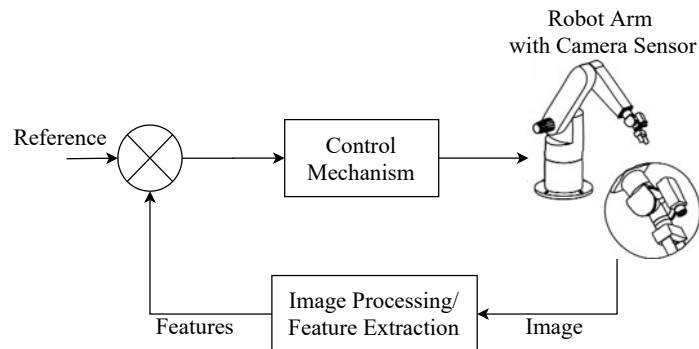 Robot Arm
with Camera Sensor
Reference
Control
Mechanism
Image Processing/
Feature Extraction
Features
Image